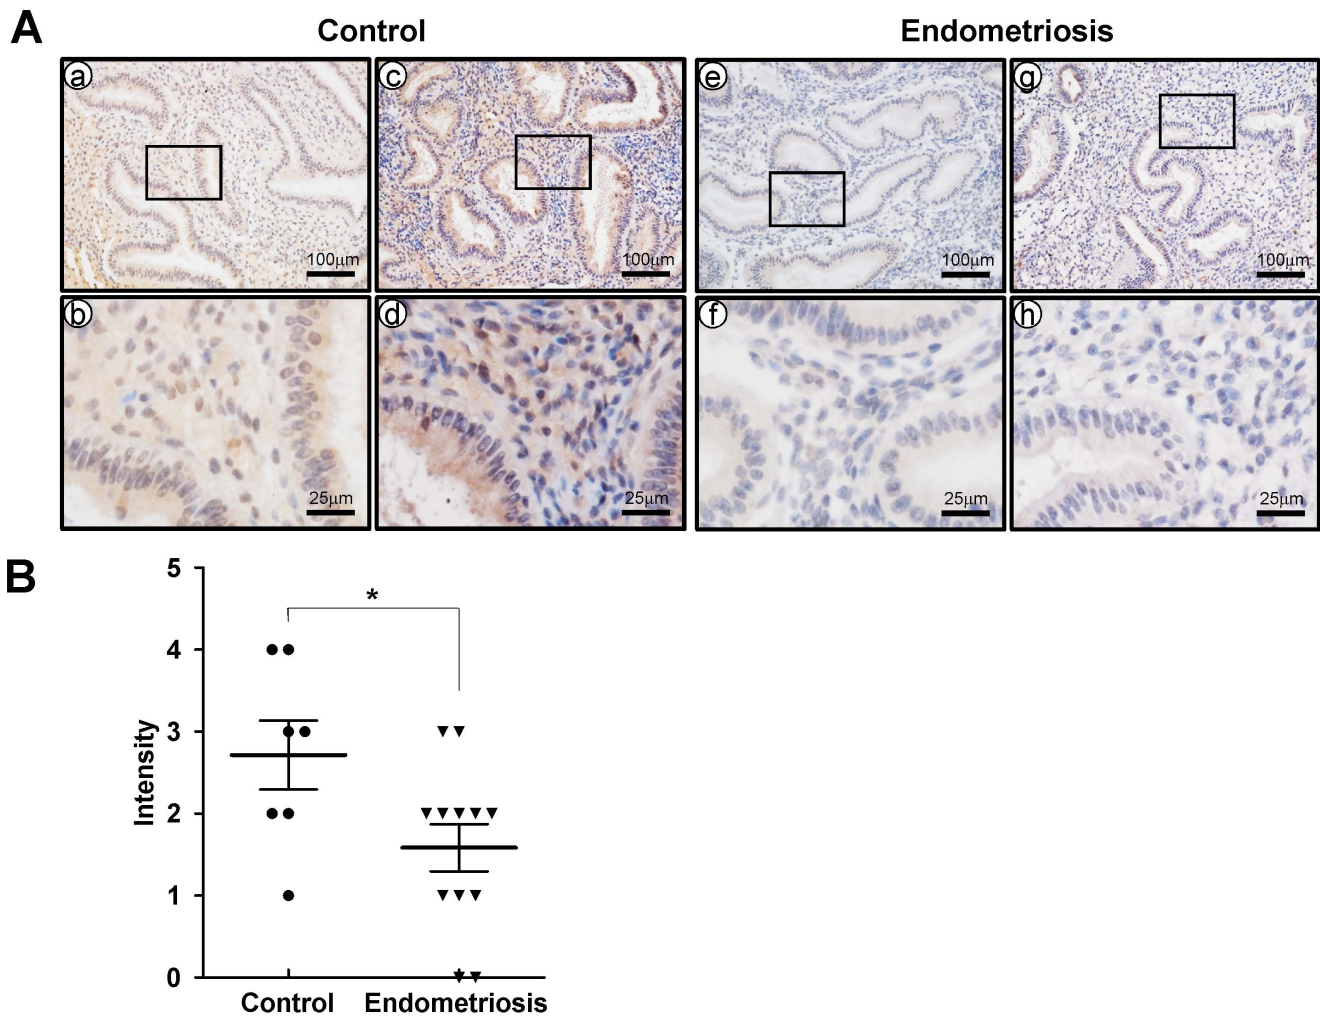 A
Control
Endometriosis
a
c
e
g
100µm
100µm
100µm
100µm
b
d
f
h
25µm
25µm
25µm
25µm
B
5
4
3
2
1
0
Intensity
*
Control
Endometriosis